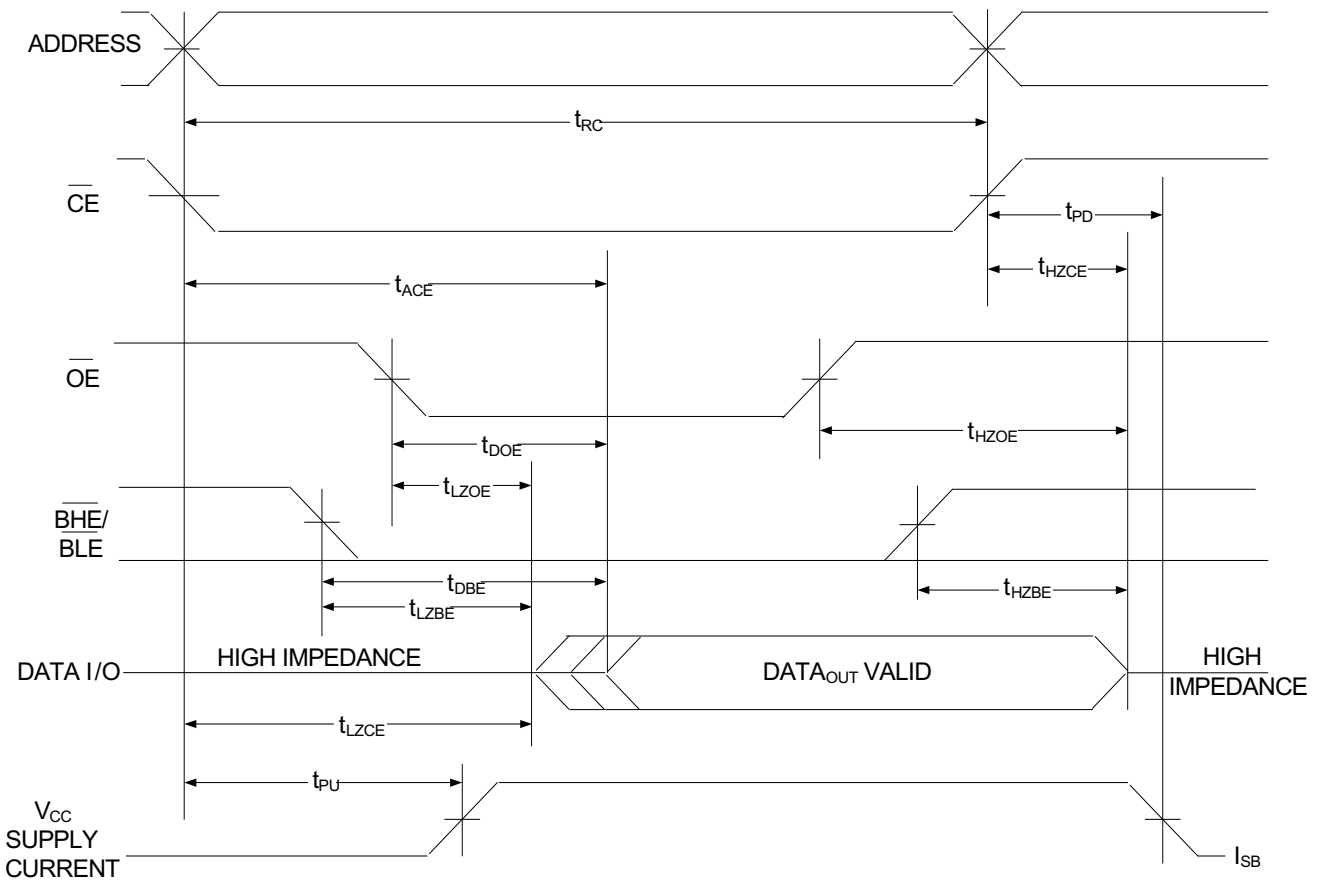 ADDRESS
tRC
CE
tPD
tHZCE
tACE
OE
tDOE
tHZOE
tLZOE
BHE/
BLE
tDBE
tHZBE
tLZBE
DATA I/O
HIGH IMPEDANCE
DATAOUT VALID
HIGH
IMPEDANCE
tLZCE
tPU
VCC
SUPPLY
CURRENT
ISB